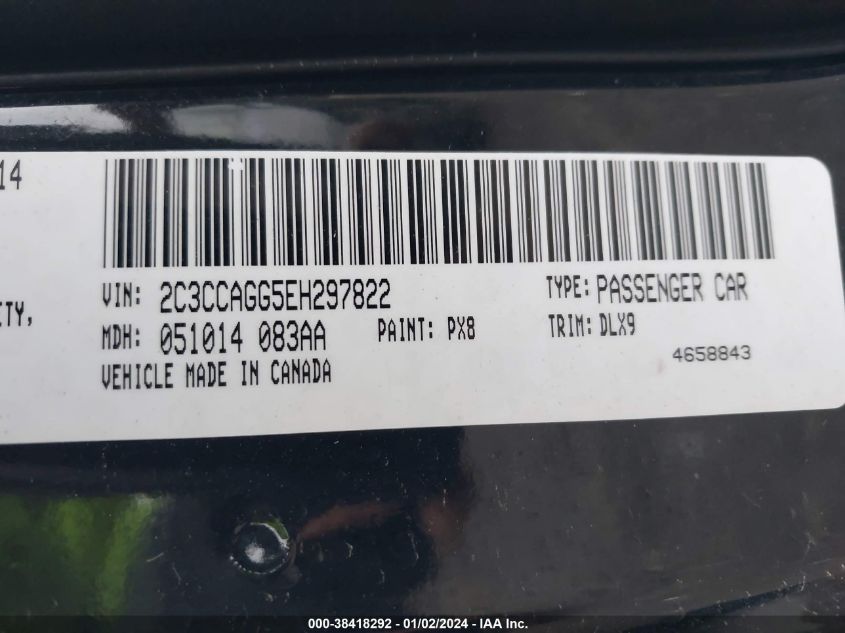 14
VIN: 2C3CCAGG5EH297822
TYPE: PASSENGER CAR
ETY,
MDH: 051014 083AA
PAINT: PX8
TRIM: DLX9
4658843
VEHICLE MADE IN CANADA
000-38418292 - 01/02/2024 - IAA Inc.